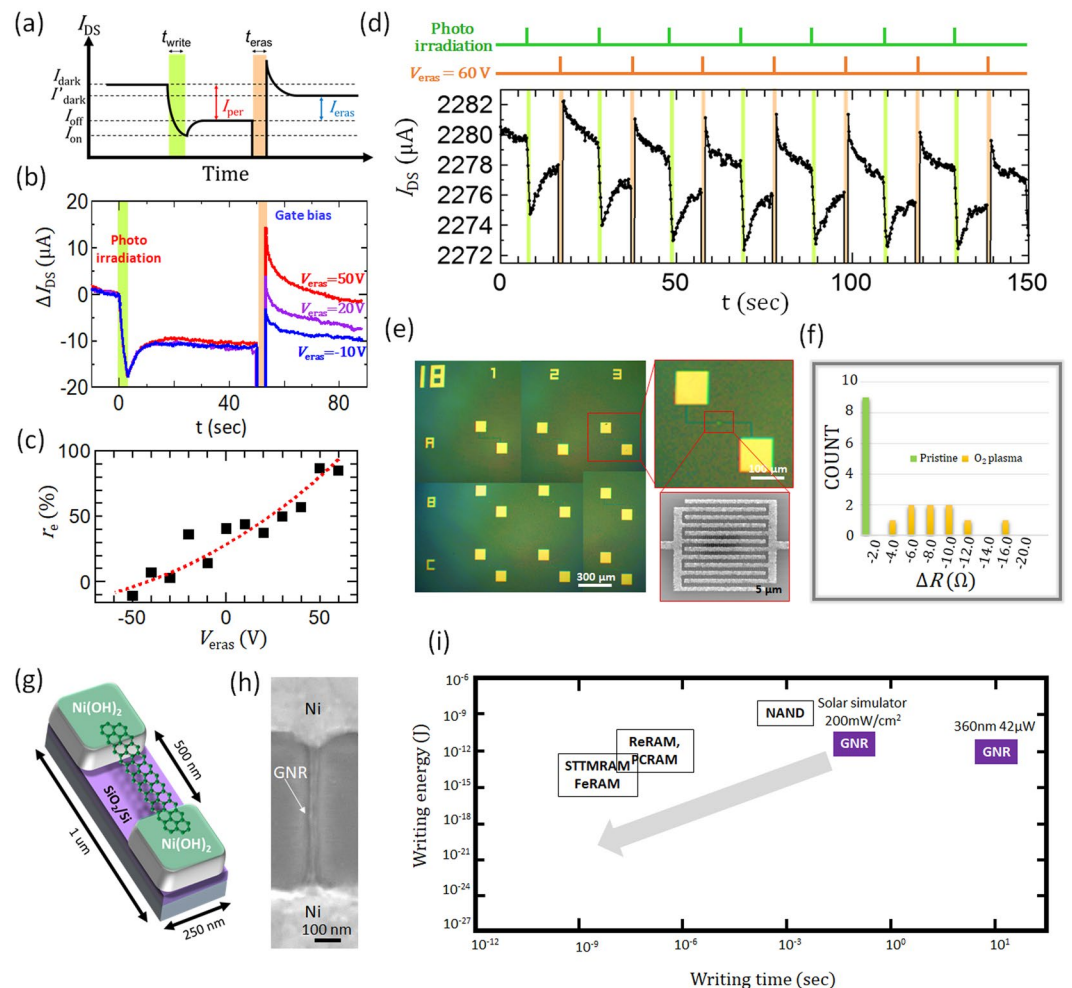 (a)
I_DS
t_write
t_eras
I_dark
I'_dark
I_off
I_on
I_per
I_eras
Time
(b)
20
10
0
-10
-20
ΔI_DS (μA)
Photo
irradiation
Gate bias
V_eras=50V
V_eras=20V
V_eras=-10V
0
40
80
t (sec)
(c)
100
50
0
r_e (%)
-50
0
50
V_eras (V)
(d)
Photo
irradiation
V_eras = 60 V
2282
2280
2278
2276
2274
2272
I_DS (μA)
0
50
100
150
t (sec)
(e)
18
1
2
3
A
B
C
300 μm
100 μm
5 μm
(f)
10
8
6
4
2
0
COUNT
Pristine
O₂ plasma
-2.0
-4.0
-6.0
-8.0
-10.0
-12.0
-14.0
-16.0
-20.0
ΔR (Ω)
(g)
Ni(OH)₂
500 nm
SiO₂/Si
Ni(OH)₂
1 um
250 nm
(h)
Ni
GNR
Ni
100 nm
(i)
10⁻⁶
10⁻⁹
10⁻¹²
10⁻¹⁵
10⁻¹⁸
10⁻²¹
10⁻²⁴
10⁻²⁷
Writing energy (J)
NAND
Solar simulator
200mW/cm²
GNR
360nm 42μW
GNR
ReRAM,
PCRAM
STTMRAM
FeRAM
10⁻¹²
10⁻⁹
10⁻⁶
10⁻³
10⁰
10¹
Writing time (sec)